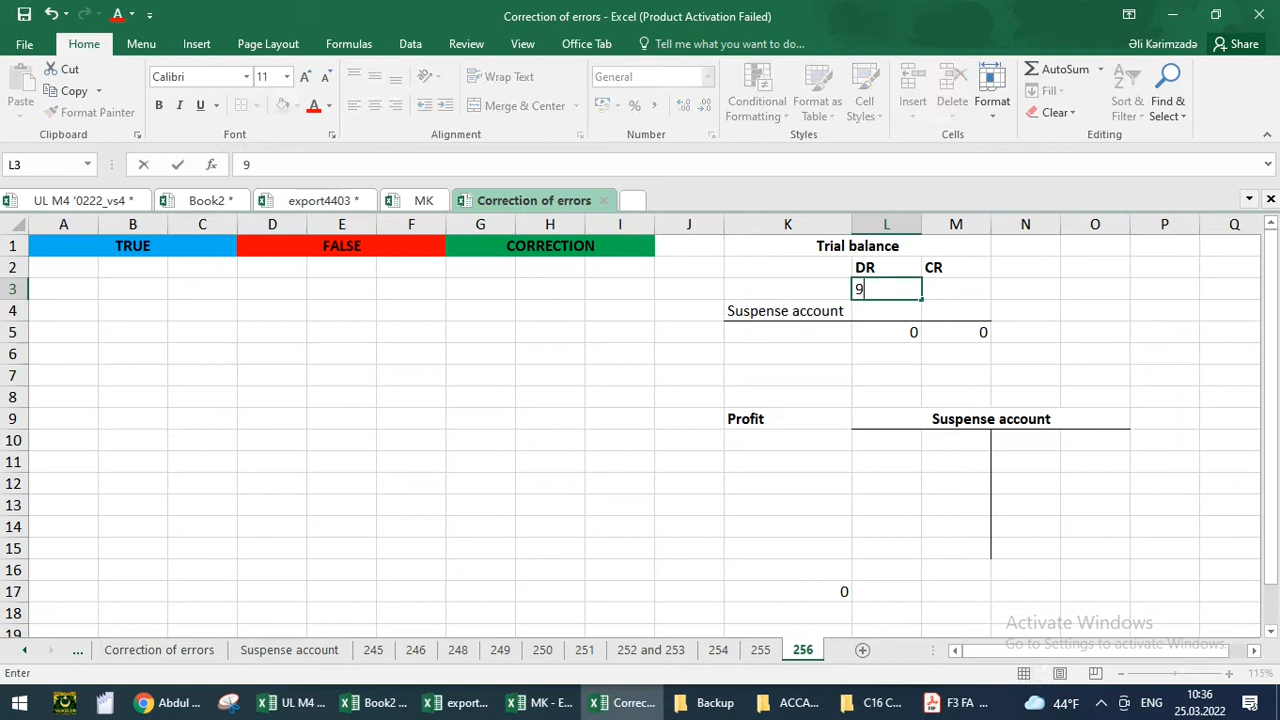 Correction of errors - Excel (Product Activation Failed)
File Home Menu Insert Page Layout Formulas Data Review View Office Tab Tell me what you want to do... Əli Kərimzadə Share
Cut
Copy
Format Painter
Paste
Clipboard
Calibri 11
B I U
Font
Wrap Text
Merge & Center
Alignment
General
%
Number
Conditional Formatting
Format as Table
Cell Styles
Styles
Insert Delete Format
Cells
AutoSum
Fill
Clear
Sort & Filter
Find & Select
Editing
L3 fx 9
UL M4 '0222_vs4 * Book2 * export4403 * MK Correction of errors
A B C D E F G H I J K L M N O P Q
1 TRUE FALSE CORRECTION Trial balance
2 DR CR
3 9
4 Suspense account
5 0 0
6
7
8
9 Profit Suspense account
10
11
12
13
14
15
16
17 0
18
19
Activate Windows
Go to Settings to activate Windows.
... Correction of errors Suspense account 245 249 250 251 252 and 253 254 255 256
Enter 115%
Abdul ... UL M4 ... Book2 ... export... MK - E... Correc... Backup ACCA... C16 C... F3 FA ... 44°F ENG 10:36
25.03.2022